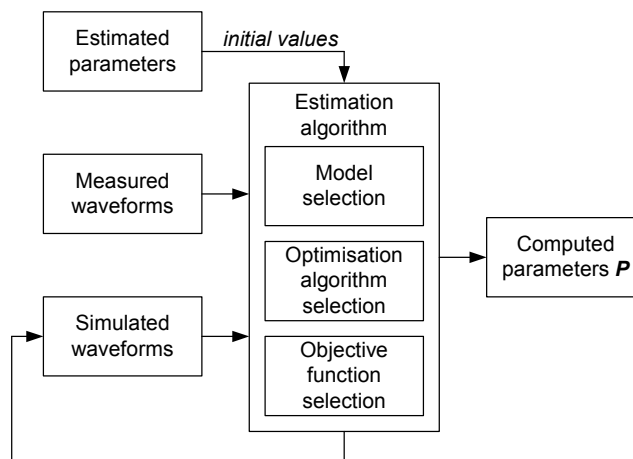 Estimated
parameters
initial values
Estimation
algorithm
Model
selection
Measured
waveforms
Optimisation
algorithm
selection
Computed
parameters P
Simulated
waveforms
Objective
function
selection